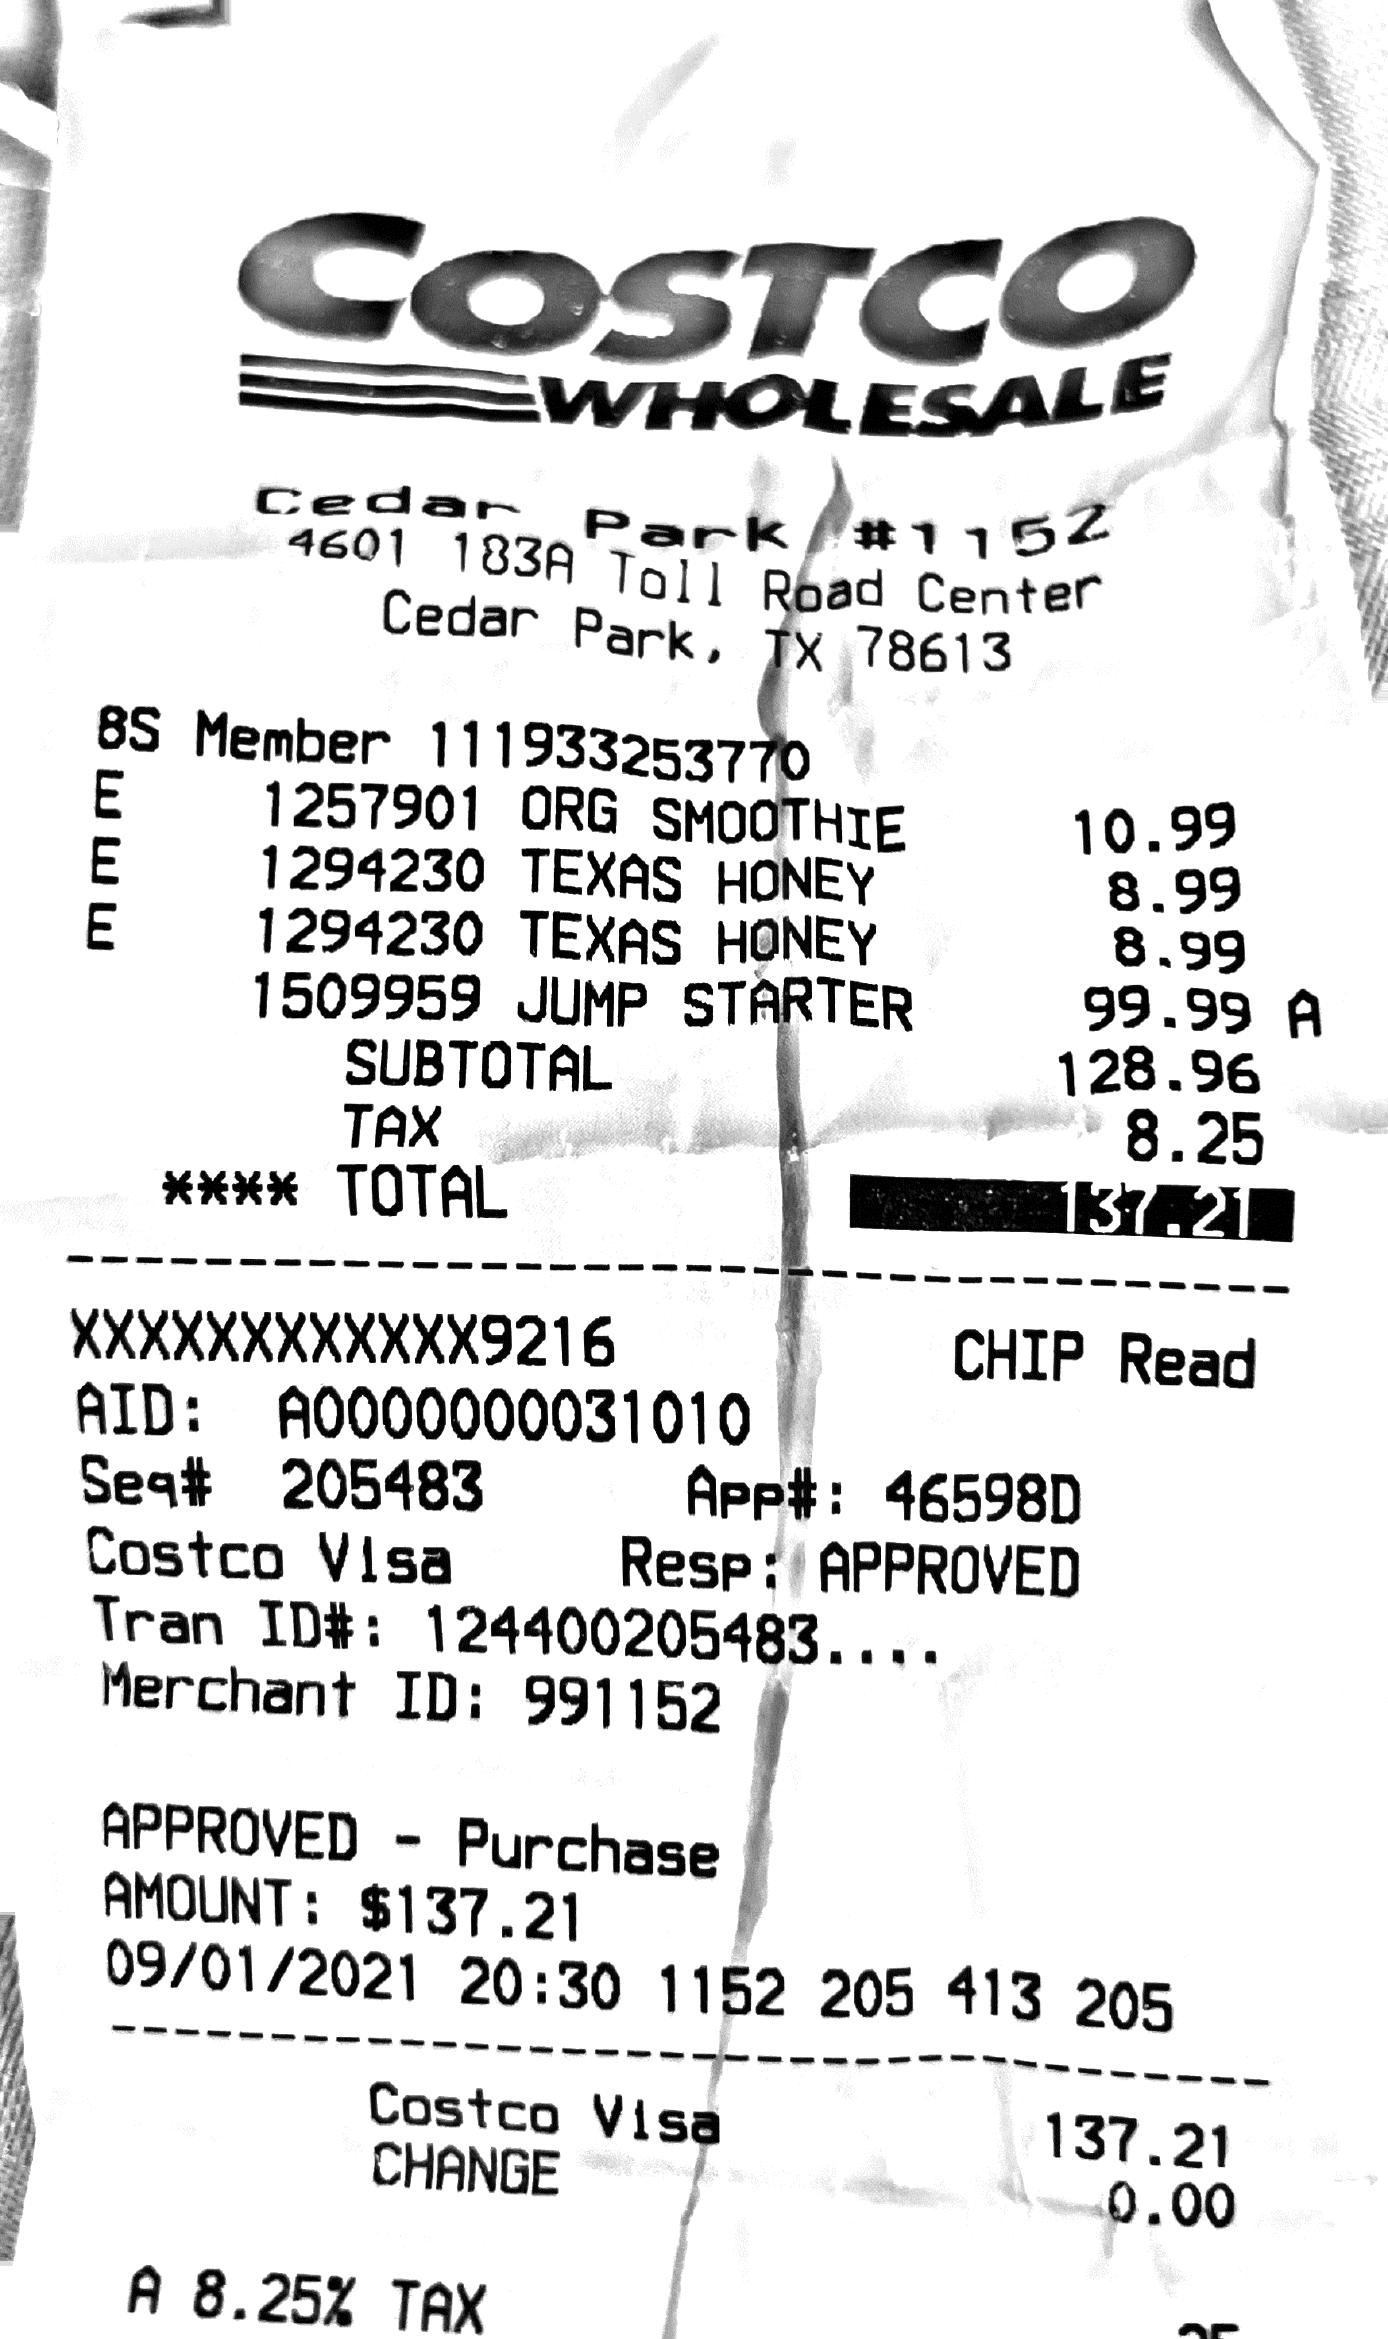 COSTCO
WHOLESALE
Cedar Park #1152
4601 183A Toll Road Center
Cedar Park, TX 78613
8S Member 111933253770
E 1257901 ORG SMOOTHIE 10.99
E 1294230 TEXAS HONEY 8.99
E 1294230 TEXAS HONEY 8.99
1509959 JUMP STARTER 99.99 A
SUBTOTAL 128.96
TAX 8.25
**** TOTAL 137.21
XXXXXXXXXXXX9216 CHIP Read
AID: A0000000031010
Seq# 205483 App#: 46598D
Costco Visa Resp: APPROVED
Tran ID#: 124400205483....
Merchant ID: 991152
APPROVED - Purchase
AMOUNT: $137.21
09/01/2021 20:30 1152 205 413 205
Costco Visa 137.21
CHANGE 0.00
A 8.25% TAX